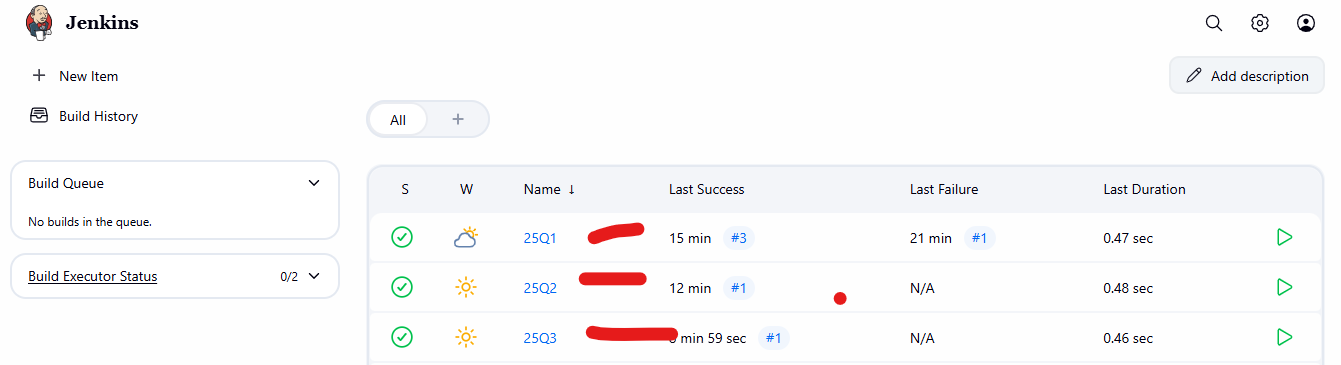 Jenkins
New Item
Add description
Build History
All +
Build Queue
S W Name ↓ Last Success Last Failure Last Duration
No builds in the queue.
25Q1 15 min #3 21 min #1 0.47 sec
Build Executor Status 0/2
25Q2 12 min #1 N/A 0.48 sec
25Q3 min 59 sec #1 N/A 0.46 sec